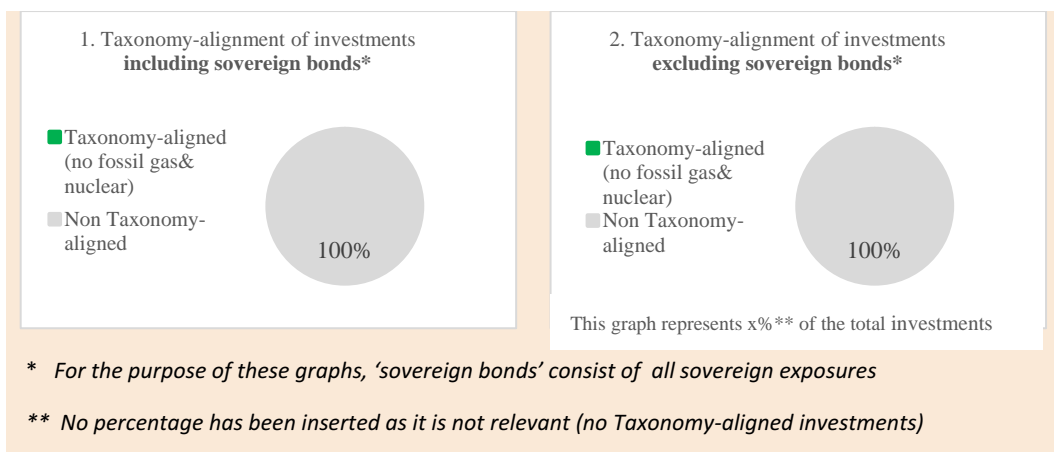 1. Taxonomy-alignment of investments
including sovereign bonds*
Taxonomy-aligned
(no fossil gas&
nuclear)
Non Taxonomy-
aligned
100%
2. Taxonomy-alignment of investments
excluding sovereign bonds*
Taxonomy-aligned
(no fossil gas&
nuclear)
Non Taxonomy-
aligned
100%
This graph represents x%** of the total investments
* For the purpose of these graphs, ‘sovereign bonds’ consist of all sovereign exposures
** No percentage has been inserted as it is not relevant (no Taxonomy-aligned investments)